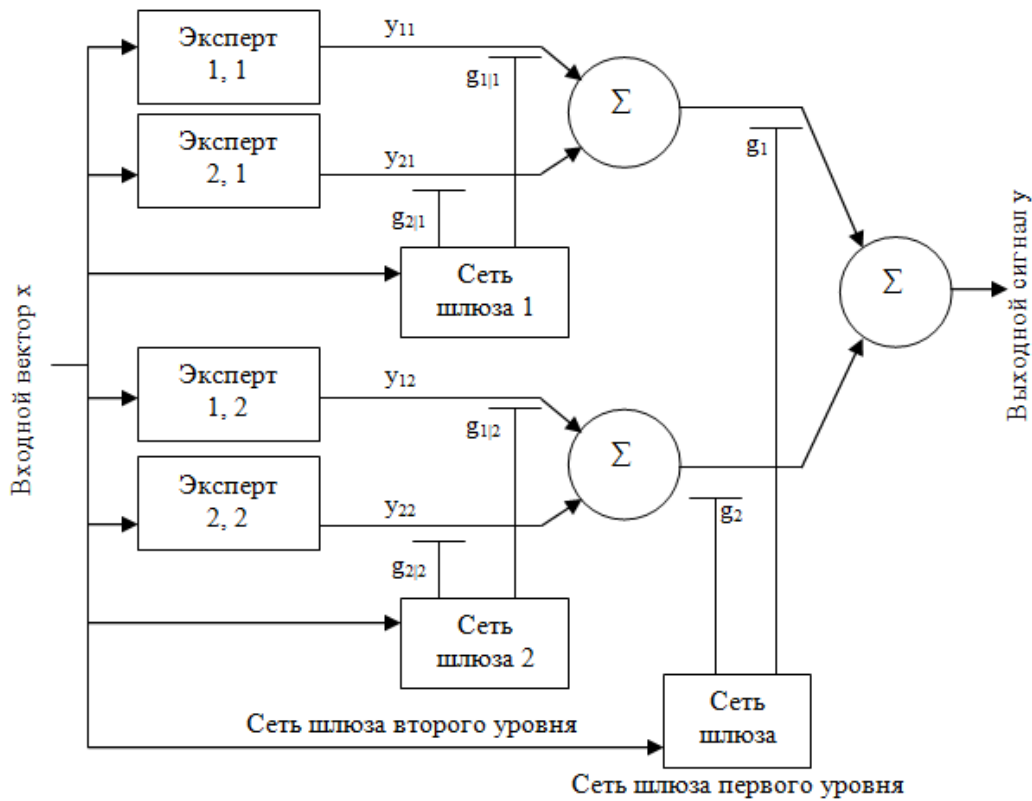 Эксперт
1, 1
y₁₁
g₁|₁
Σ
Эксперт
2, 1
y₂₁
g₂|₁
g₁
Сеть
шлюза 1
Σ
Выходной сигнал y
Входной вектор x
Эксперт
1, 2
y₁₂
g₁|₂
Σ
Эксперт
2, 2
y₂₂
g₂|₂
g₂
Сеть
шлюза 2
Сеть
шлюза
Сеть шлюза второго уровня
Сеть шлюза первого уровня